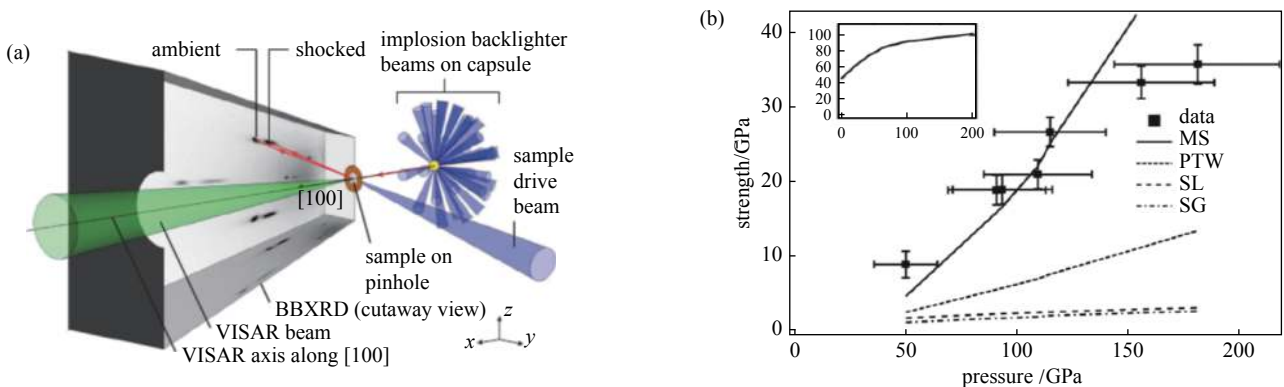 (a)
ambient
shocked
implosion backlighter
beams on capsule
sample
drive
beam
[100]
sample on
pinhole
BBXRD (cutaway view)
VISAR beam
VISAR axis along [100]
z
x
y
(b)
40
30
20
10
0
strength/GPa
100
80
60
40
20
0
0
100
200
data
MS
PTW
SL
SG
0
50
100
150
200
pressure /GPa